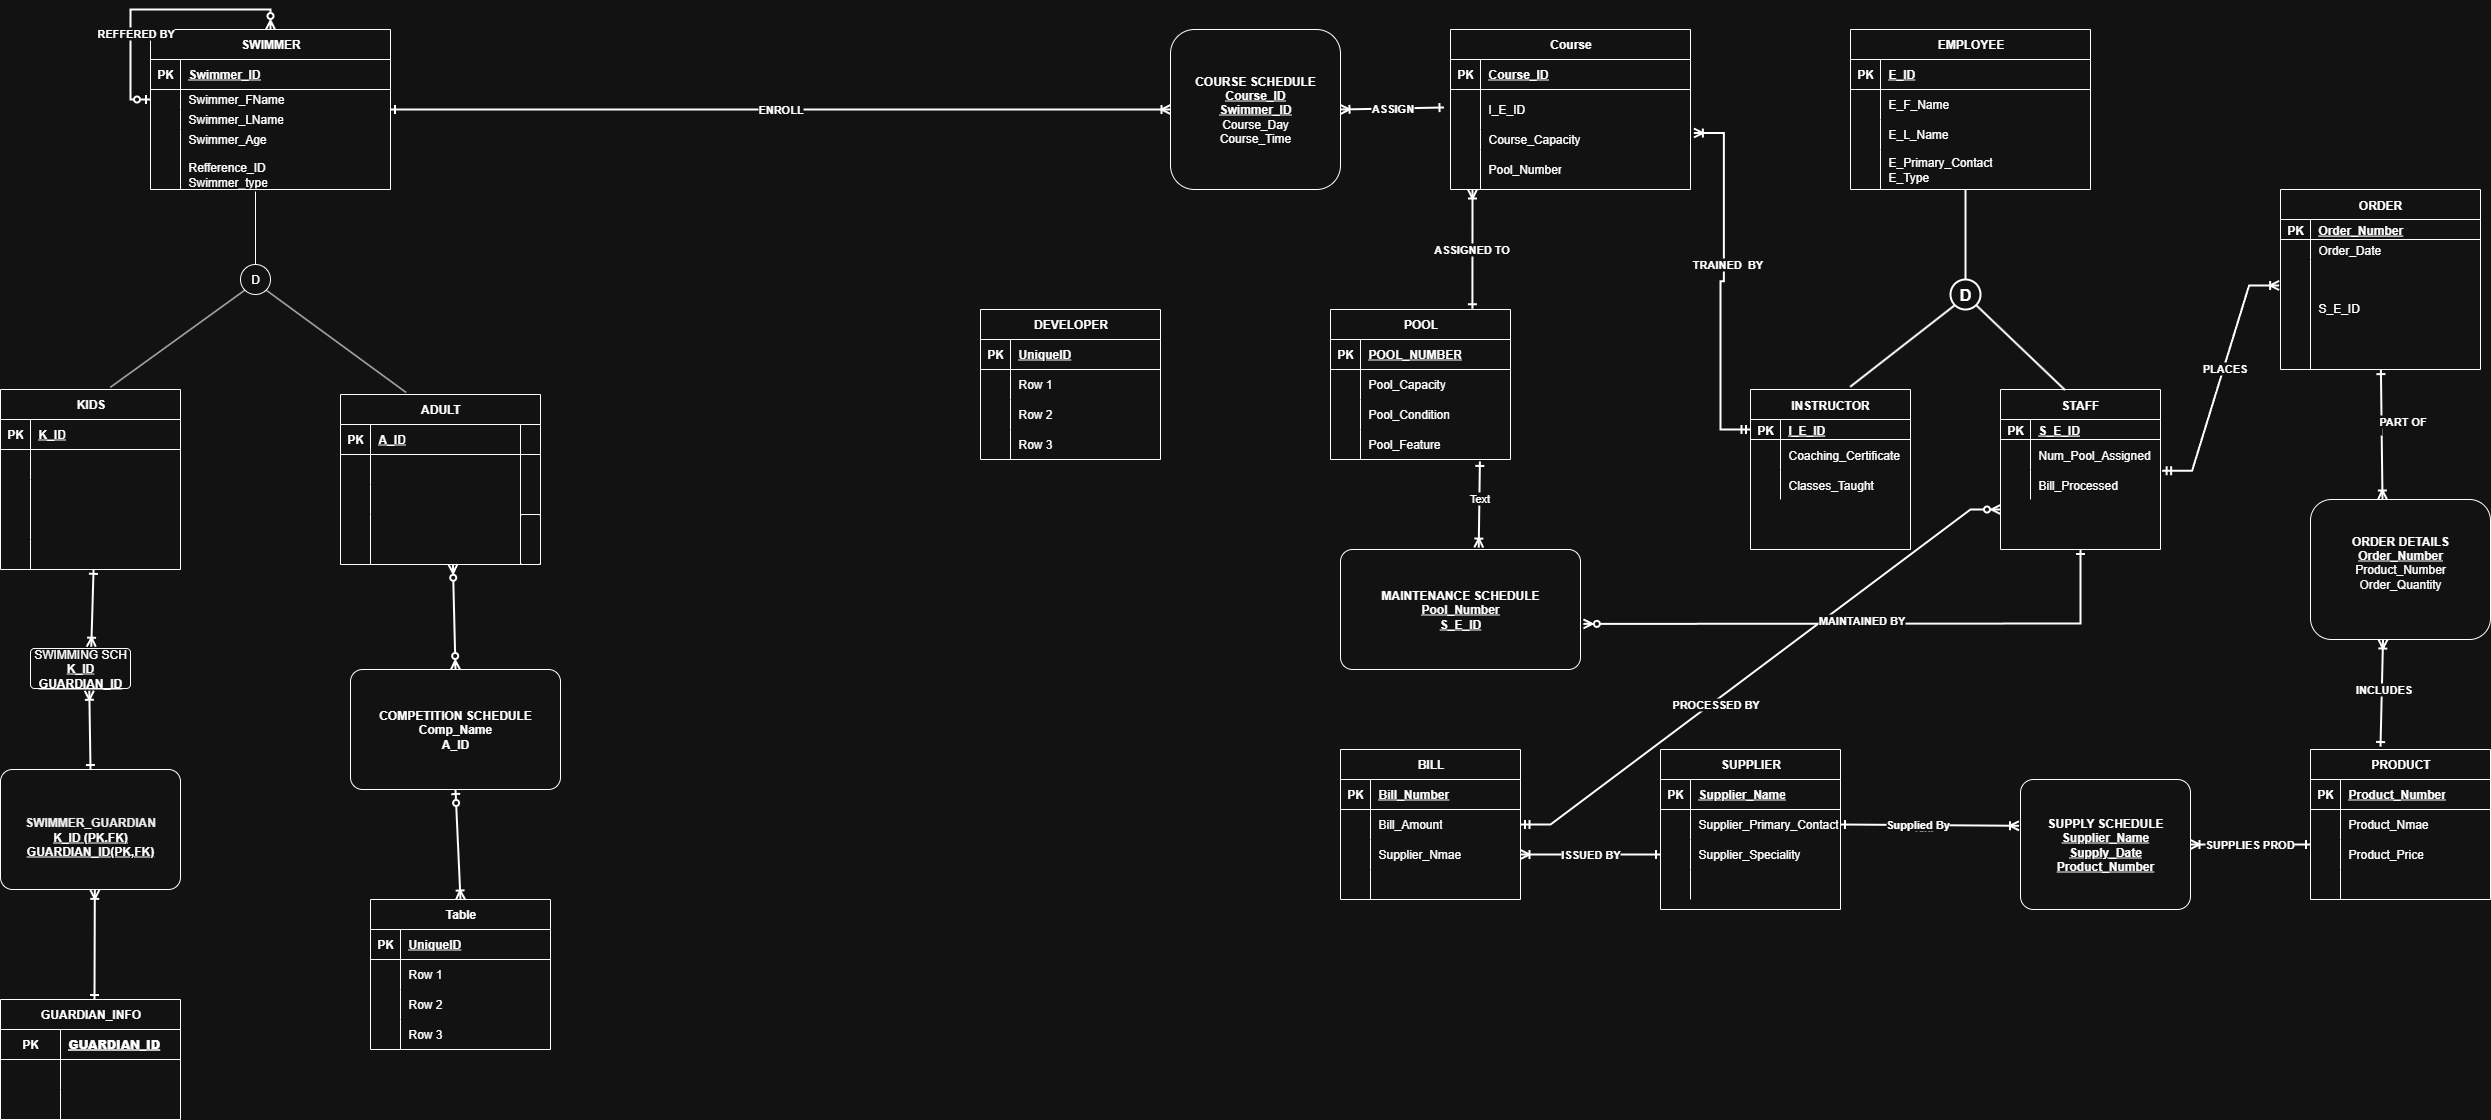 REFFERED BY
SWIMMER
PK Swimmer_ID
Swimmer_FName
Swimmer_LName
Swimmer_Age
Refference_ID
Swimmer_type
ENROLL
COURSE SCHEDULE
Course_ID
Swimmer_ID
Course_Day
Course_Time
ASSIGN
Course
PK Course_ID
I_E_ID
Course_Capacity
Pool_Number
EMPLOYEE
PK E_ID
E_F_Name
E_L_Name
E_Primary_Contact
E_Type
ORDER
PK Order_Number
Order_Date
S_E_ID
D
ASSIGNED TO
TRAINED BY
D
PLACES
DEVELOPER
PK UniqueID
Row 1
Row 2
Row 3
POOL
PK POOL_NUMBER
Pool_Capacity
Pool_Condition
Pool_Feature
KIDS
PK K_ID
ADULT
PK A_ID
INSTRUCTOR
PK I_E_ID
Coaching_Certificate
Classes_Taught
STAFF
PK S_E_ID
Num_Pool_Assigned
Bill_Processed
PART OF
Text
ORDER DETAILS
Order_Number
Product_Number
Order_Quantity
MAINTENANCE SCHEDULE
Pool_Number
S_E_ID
MAINTAINED BY
SWIMMING SCH
K_ID
GUARDIAN_ID
COMPETITION SCHEDULE
Comp_Name
A_ID
PROCESSED BY
INCLUDES
SWIMMER_GUARDIAN
K_ID (PK.FK)
GUARDIAN_ID(PK,FK)
BILL
PK Bill_Number
Bill_Amount
Supplier_Nmae
ISSUED BY
SUPPLIER
PK Supplier_Name
Supplier_Primary_Contact
Supplier_Speciality
Supplied By
SUPPLY SCHEDULE
Supplier_Name
Supply_Date
Product_Number
SUPPLIES PROD
PRODUCT
PK Product_Number
Product_Nmae
Product_Price
Table
PK UniqueID
Row 1
Row 2
Row 3
GUARDIAN_INFO
PK GUARDIAN_ID